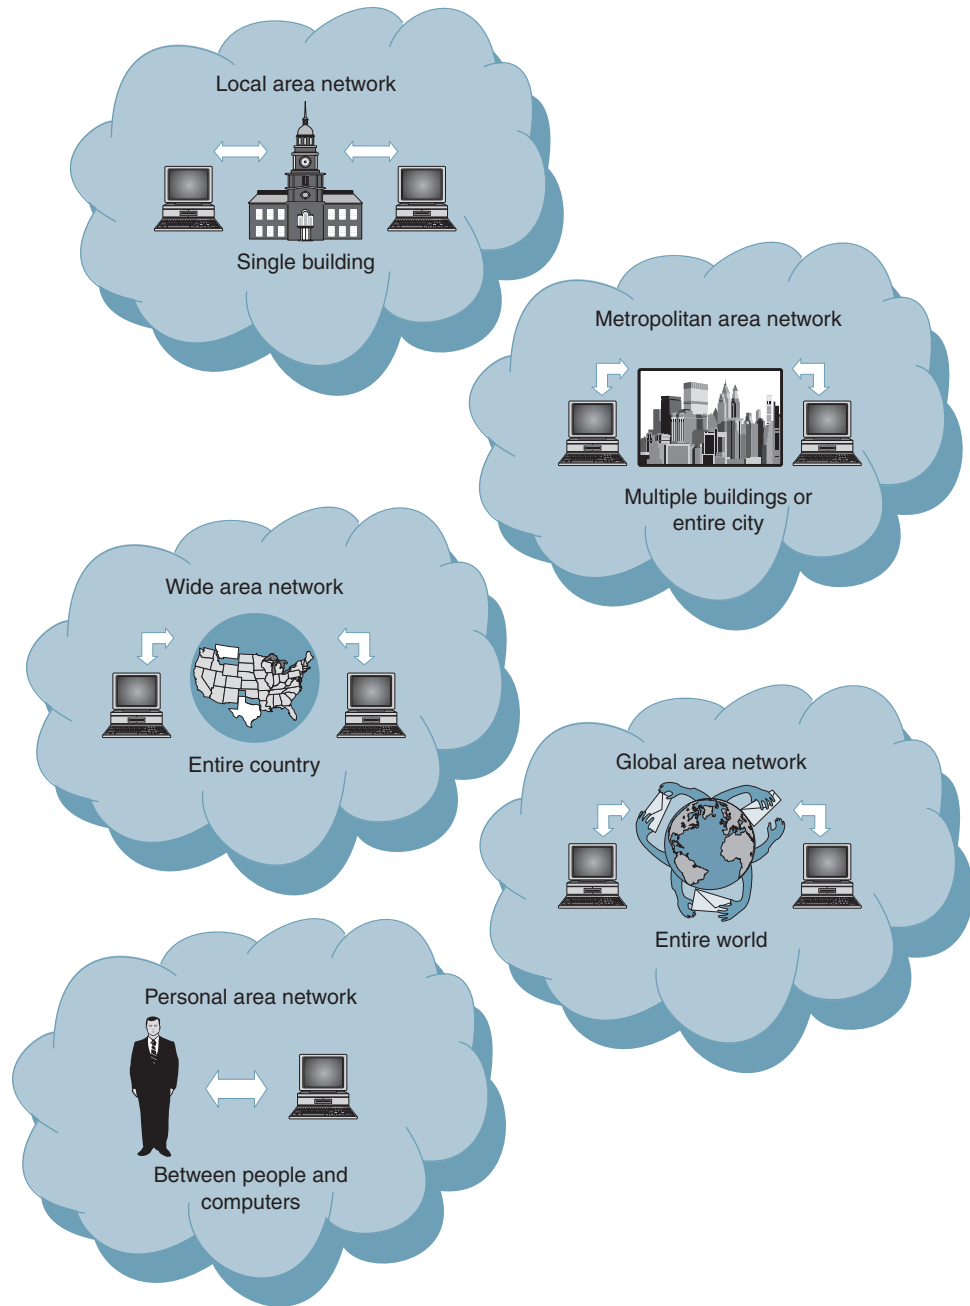 Local area network
Single building
Metropolitan area network
Multiple buildings or
entire city
Wide area network
Entire country
Global area network
Entire world
Personal area network
Between people and
computers